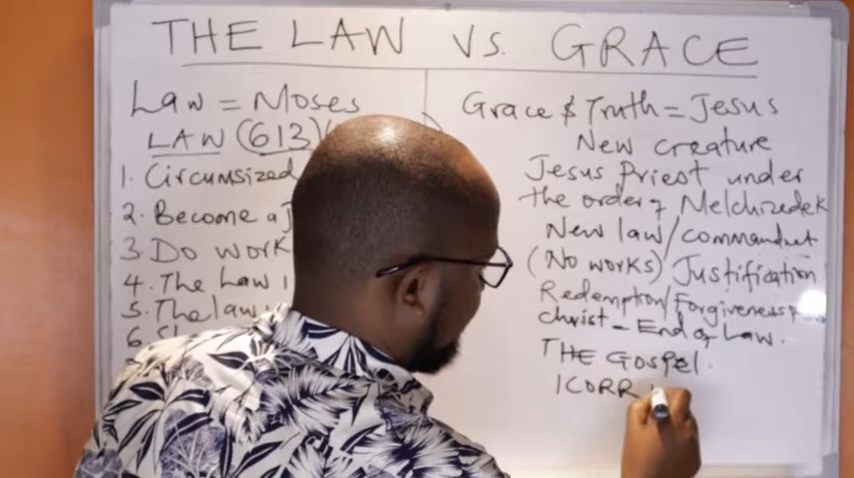 THE LAW VS. GRACE
Law = Moses
LAW (613)
1. Circumsized
2. Become a
3. Do work
4. The Law
5. The law
6.
Grace & Truth = Jesus
New creature
Jesus Priest under
the order of Melchizedek
New law/commandmet
(No works) Justification
Redemption/forgiveness
Christ - End of Law.
THE GOSPEL.
1CORR